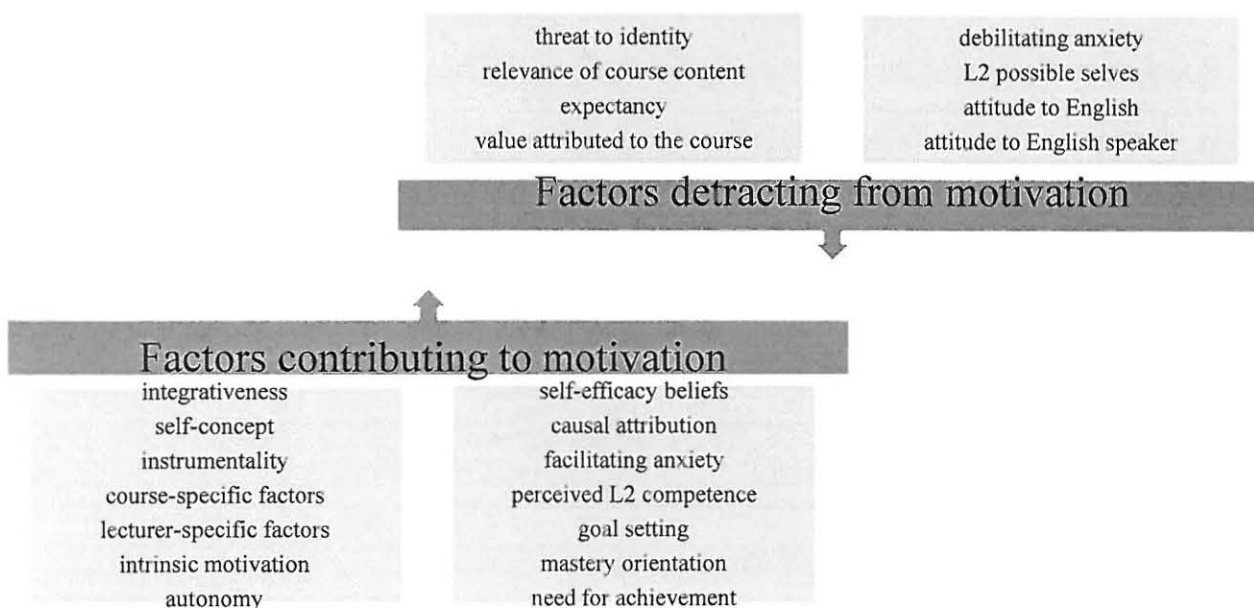 threat to identity
relevance of course content
expectancy
value attributed to the course
debilitating anxiety
L2 possible selves
attitude to English
attitude to English speaker
Factors detracting from motivation
Factors contributing to motivation
integrativeness
self-concept
instrumentality
course-specific factors
lecturer-specific factors
intrinsic motivation
autonomy
self-efficacy beliefs
causal attribution
facilitating anxiety
perceived L2 competence
goal setting
mastery orientation
need for achievement